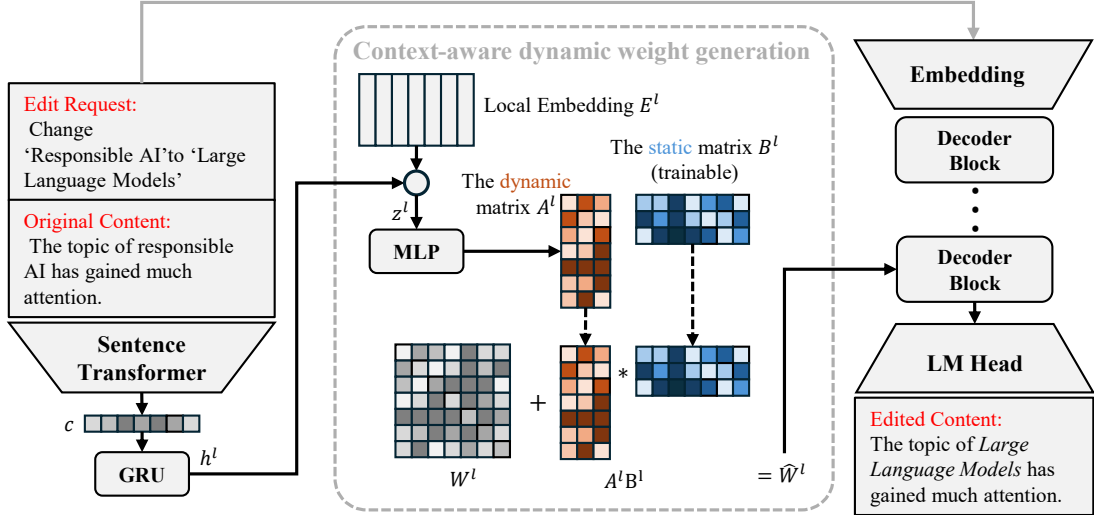 Edit Request:
Change
‘Responsible AI’to ‘Large
Language Models’
Original Content:
The topic of responsible
AI has gained much
attention.
Sentence
Transformer
c
GRU
h^l
Context-aware dynamic weight generation
Local Embedding E^l
z^l
MLP
The dynamic
matrix A^l
The static matrix B^l
(trainable)
+
*
W^l
A^lB^l
= Ŵ^l
Embedding
Decoder
Block
Decoder
Block
LM Head
Edited Content:
The topic of Large
Language Models has
gained much attention.